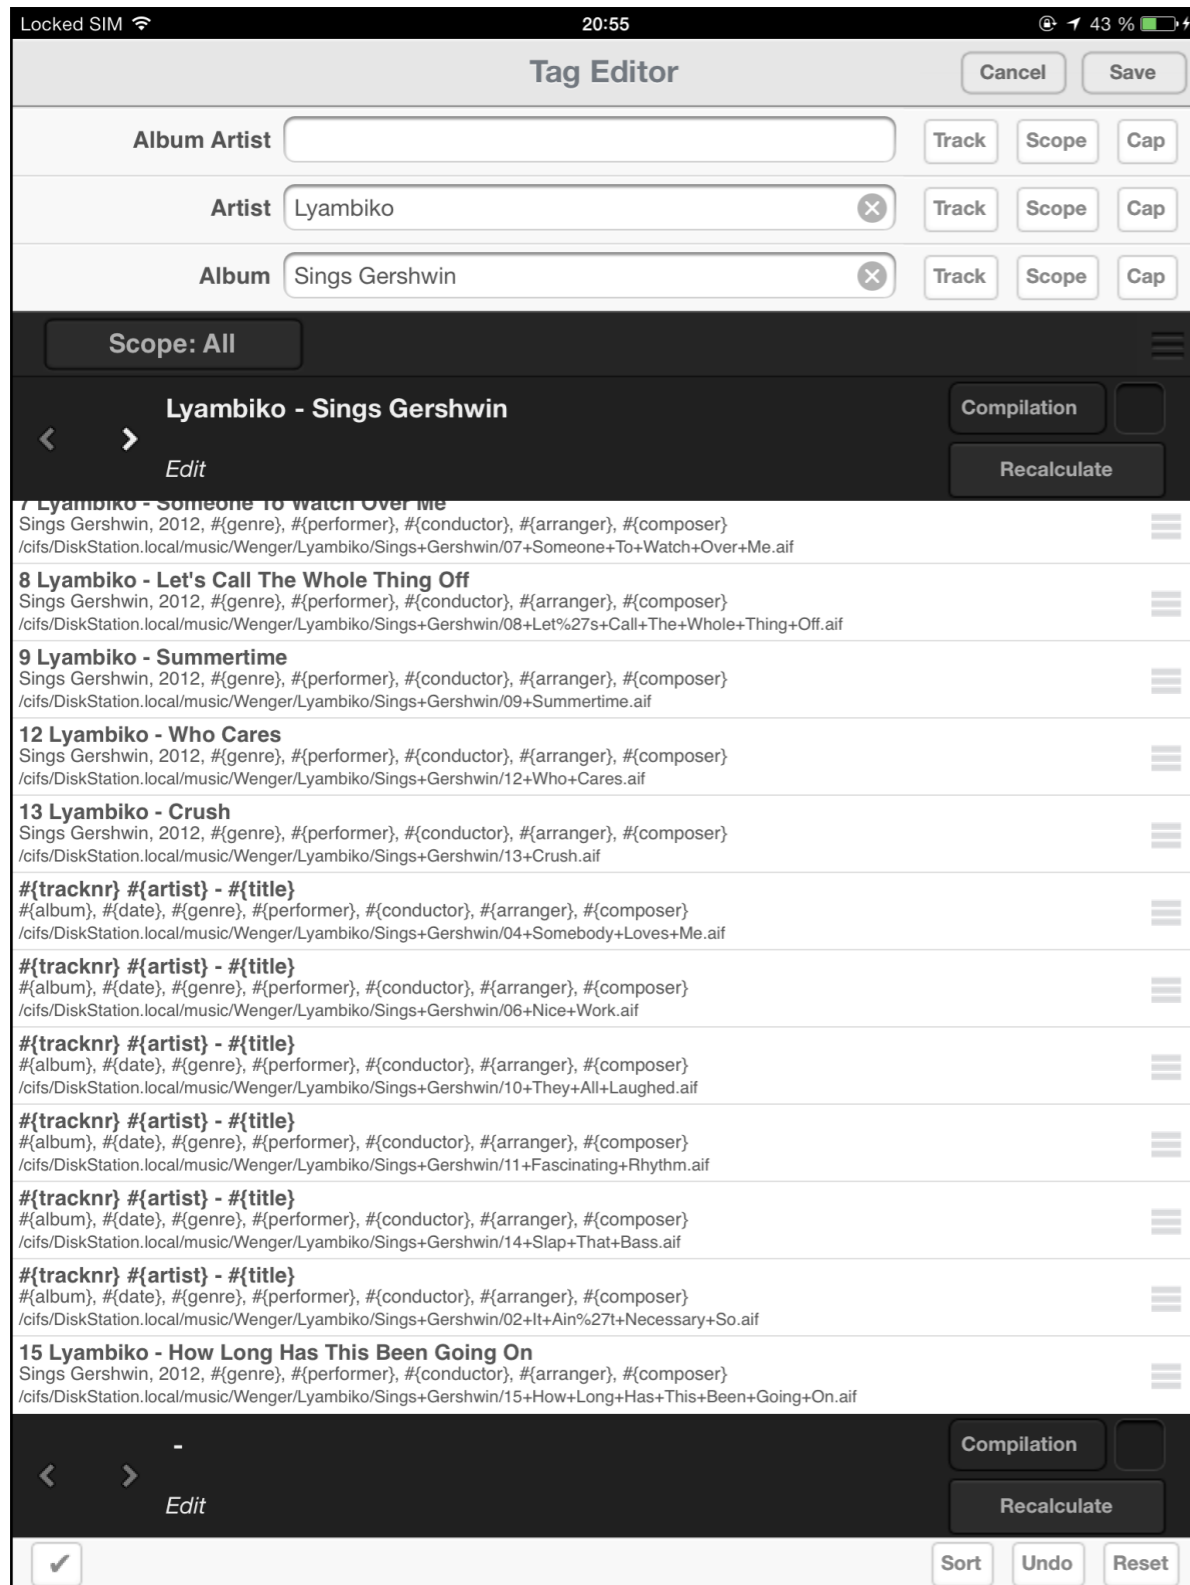 Locked SIM 20:55 43 %
Tag Editor Cancel Save
Album Artist Track Scope Cap
Artist Lyambiko Track Scope Cap
Album Sings Gershwin Track Scope Cap
Scope: All
Lyambiko - Sings Gershwin Compilation
Edit Recalculate
7 Lyambiko - Someone To Watch Over Me
Sings Gershwin, 2012, #{genre}, #{performer}, #{conductor}, #{arranger}, #{composer}
/cifs/DiskStation.local/music/Wenger/Lyambiko/Sings+Gershwin/07+Someone+To+Watch+Over+Me.aif
8 Lyambiko - Let's Call The Whole Thing Off
Sings Gershwin, 2012, #{genre}, #{performer}, #{conductor}, #{arranger}, #{composer}
/cifs/DiskStation.local/music/Wenger/Lyambiko/Sings+Gershwin/08+Let%27s+Call+The+Whole+Thing+Off.aif
9 Lyambiko - Summertime
Sings Gershwin, 2012, #{genre}, #{performer}, #{conductor}, #{arranger}, #{composer}
/cifs/DiskStation.local/music/Wenger/Lyambiko/Sings+Gershwin/09+Summertime.aif
12 Lyambiko - Who Cares
Sings Gershwin, 2012, #{genre}, #{performer}, #{conductor}, #{arranger}, #{composer}
/cifs/DiskStation.local/music/Wenger/Lyambiko/Sings+Gershwin/12+Who+Cares.aif
13 Lyambiko - Crush
Sings Gershwin, 2012, #{genre}, #{performer}, #{conductor}, #{arranger}, #{composer}
/cifs/DiskStation.local/music/Wenger/Lyambiko/Sings+Gershwin/13+Crush.aif
#{tracknr} #{artist} - #{title}
#{album}, #{date}, #{genre}, #{performer}, #{conductor}, #{arranger}, #{composer}
/cifs/DiskStation.local/music/Wenger/Lyambiko/Sings+Gershwin/04+Somebody+Loves+Me.aif
#{tracknr} #{artist} - #{title}
#{album}, #{date}, #{genre}, #{performer}, #{conductor}, #{arranger}, #{composer}
/cifs/DiskStation.local/music/Wenger/Lyambiko/Sings+Gershwin/06+Nice+Work.aif
#{tracknr} #{artist} - #{title}
#{album}, #{date}, #{genre}, #{performer}, #{conductor}, #{arranger}, #{composer}
/cifs/DiskStation.local/music/Wenger/Lyambiko/Sings+Gershwin/10+They+All+Laughed.aif
#{tracknr} #{artist} - #{title}
#{album}, #{date}, #{genre}, #{performer}, #{conductor}, #{arranger}, #{composer}
/cifs/DiskStation.local/music/Wenger/Lyambiko/Sings+Gershwin/11+Fascinating+Rhythm.aif
#{tracknr} #{artist} - #{title}
#{album}, #{date}, #{genre}, #{performer}, #{conductor}, #{arranger}, #{composer}
/cifs/DiskStation.local/music/Wenger/Lyambiko/Sings+Gershwin/14+Slap+That+Bass.aif
#{tracknr} #{artist} - #{title}
#{album}, #{date}, #{genre}, #{performer}, #{conductor}, #{arranger}, #{composer}
/cifs/DiskStation.local/music/Wenger/Lyambiko/Sings+Gershwin/02+It+Ain%27t+Necessary+So.aif
15 Lyambiko - How Long Has This Been Going On
Sings Gershwin, 2012, #{genre}, #{performer}, #{conductor}, #{arranger}, #{composer}
/cifs/DiskStation.local/music/Wenger/Lyambiko/Sings+Gershwin/15+How+Long+Has+This+Been+Going+On.aif
- Compilation
Edit Recalculate
Sort Undo Reset